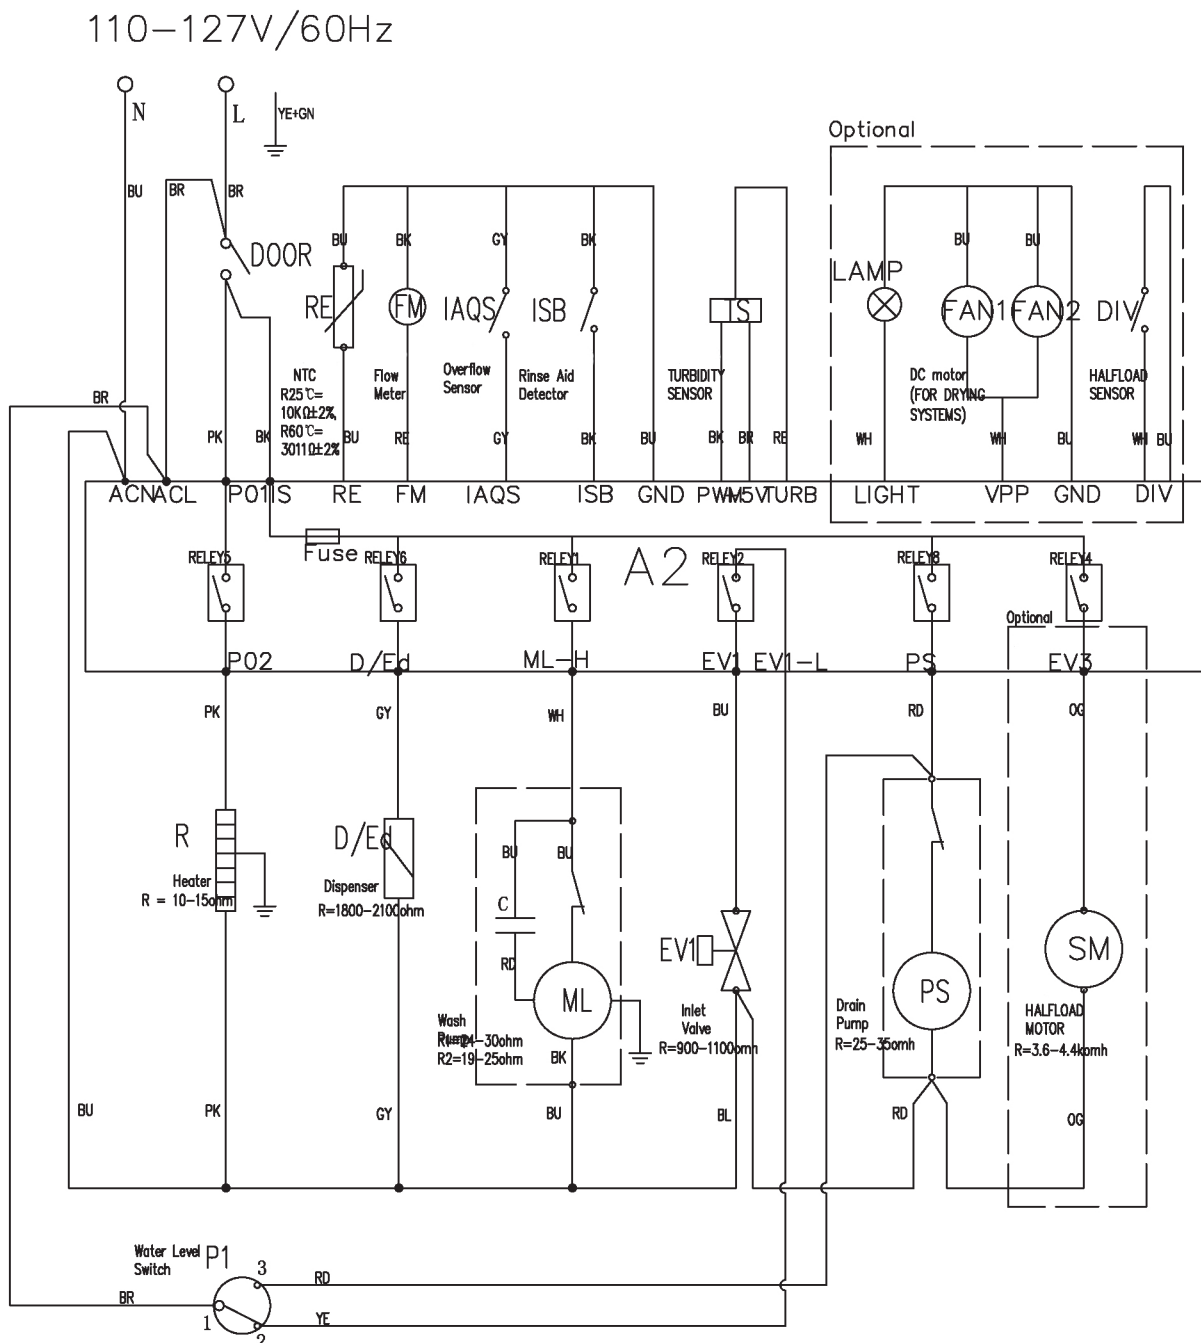 110-127V/60Hz
N
L
YE+GN
Optional
BU
BR
BR
BU
BK
GY
BK
BU
BU
DOOR
LAMP
RE
FM
IAQS
ISB
TS
FAN1
FAN2
DIV
NTC
R25℃=
10KΩ±2%,
R60℃=
3011Ω±2%
Flow
Meter
Overflow
Sensor
Rinse Aid
Detector
TURBIDITY
SENSOR
DC motor
(FOR DRYING
SYSTEMS)
HALFLOAD
SENSOR
BR
PK
BK
BU
RE
GY
BK
BU
BK
BR
RE
WH
WH
BU
WH
BU
ACN
ACL
P01
IS
RE
FM
IAQS
ISB
GND
PWM
+5V
TURB
LIGHT
VPP
GND
DIV
Fuse
A2
RELEY5
RELEY6
RELEY1
RELEY2
RELEY8
RELEY4
Optional
P02
D/Ed
ML-H
EV1
EV1-L
PS
EV3
PK
GY
WH
BU
RD
OG
R
Heater
R = 10-15ohm
D/Ed
Dispenser
R=1800-2100ohm
BU
BU
C
RD
ML
Wash
Pump
R1=24-30ohm
R2=19-25ohm
BK
EV1
Inlet
Valve
R=900-1100omh
PS
Drain
Pump
R=25-35omh
SM
HALFLOAD
MOTOR
R=3.6-4.4komh
BU
PK
GY
BU
BL
RD
OG
Water Level
Switch
P1
3
RD
BR
1
2
YE